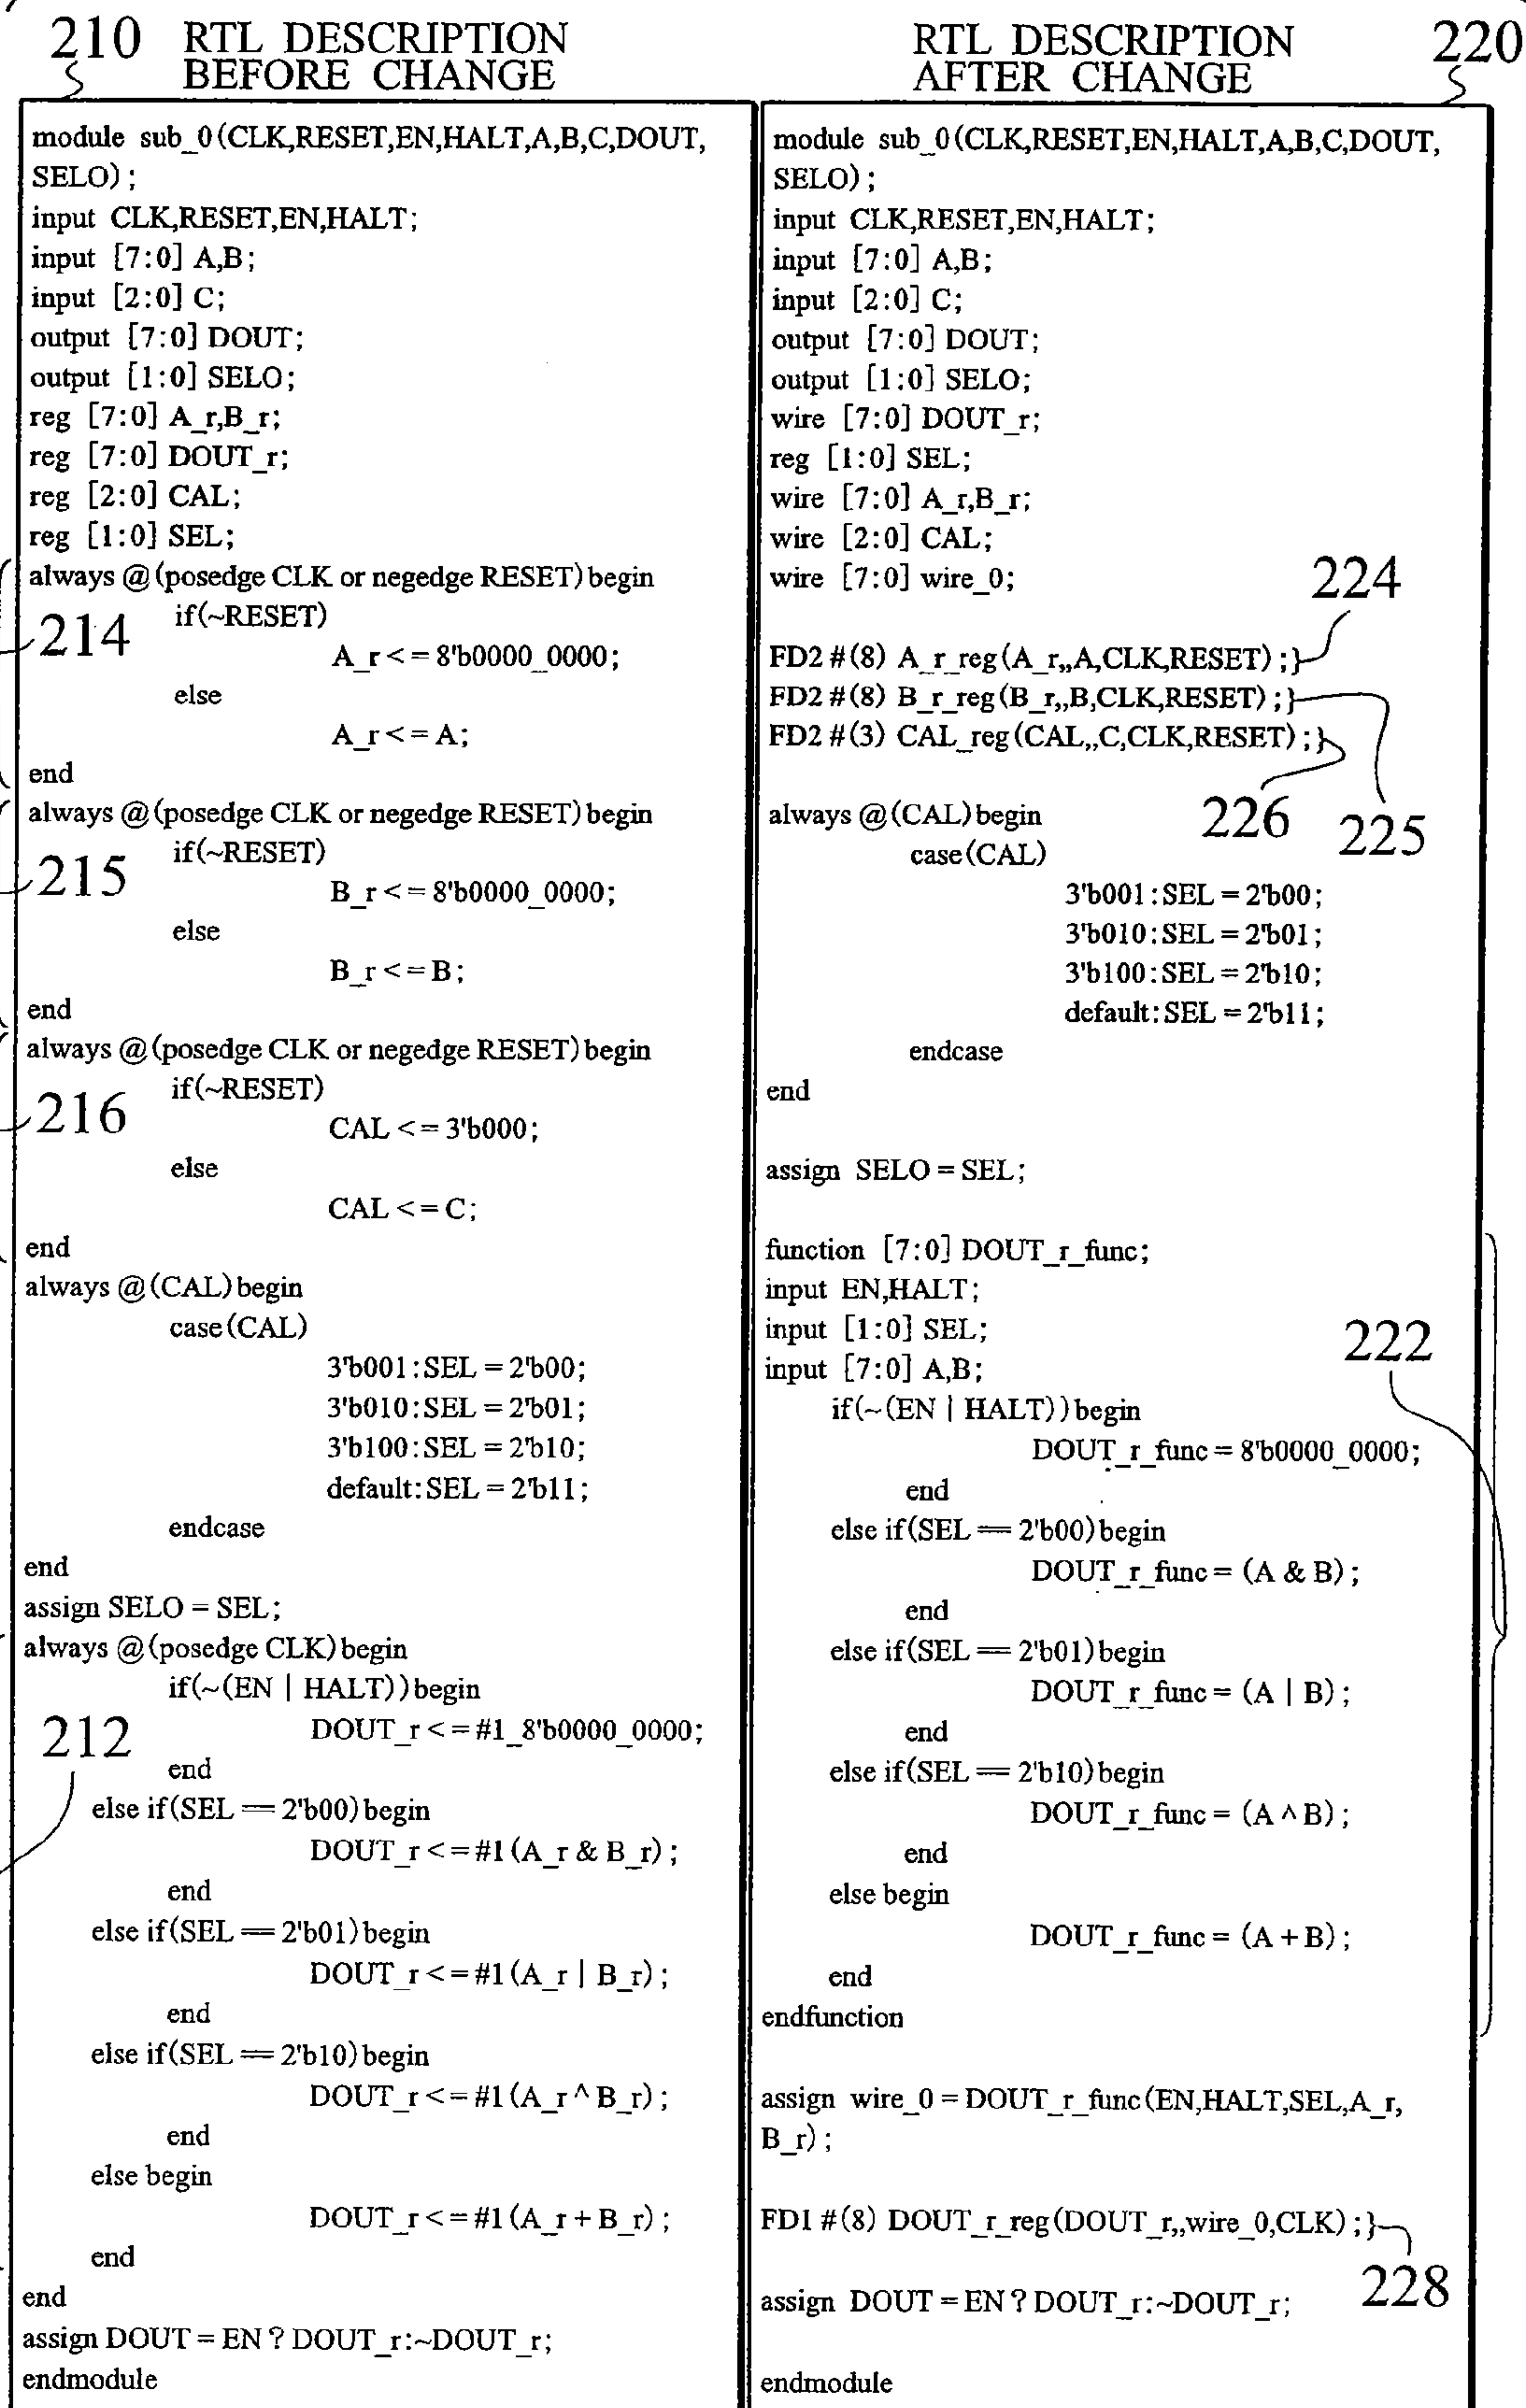 210 RTL DESCRIPTION
BEFORE CHANGE
module sub_0(CLK,RESET,EN,HALT,A,B,C,DOUT,
SELO);
input CLK,RESET,EN,HALT;
input [7:0] A,B;
input [2:0] C;
output [7:0] DOUT;
output [1:0] SELO;
reg [7:0] A_r,B_r;
reg [7:0] DOUT_r;
reg [2:0] CAL;
reg [1:0] SEL;
always @(posedge CLK or negedge RESET)begin
if(~RESET)
214
A_r<=8'b0000_0000;
else
A_r<=A;
end
always @(posedge CLK or negedge RESET)begin
if(~RESET)
215
B_r<=8'b0000_0000;
else
B_r<=B;
end
always @(posedge CLK or negedge RESET)begin
if(~RESET)
216
CAL<=3'b000;
else
CAL<=C;
end
always @(CAL)begin
case(CAL)
3'b001:SEL=2'b00;
3'b010:SEL=2'b01;
3'b100:SEL=2'b10;
default:SEL=2'b11;
endcase
end
assign SELO=SEL;
always @(posedge CLK)begin
if(~(EN | HALT))begin
212
DOUT_r<=#1_8'b0000_0000;
end
else if(SEL==2'b00)begin
DOUT_r<=#1(A_r & B_r);
end
else if(SEL==2'b01)begin
DOUT_r<=#1(A_r | B_r);
end
else if(SEL==2'b10)begin
DOUT_r<=#1(A_r ^ B_r);
end
else begin
DOUT_r<=#1(A_r+B_r);
end
end
assign DOUT=EN?DOUT_r:~DOUT_r;
endmodule
RTL DESCRIPTION 220
AFTER CHANGE
module sub_0(CLK,RESET,EN,HALT,A,B,C,DOUT,
SELO);
input CLK,RESET,EN,HALT;
input [7:0] A,B;
input [2:0] C;
output [7:0] DOUT;
output [1:0] SELO;
wire [7:0] DOUT_r;
reg [1:0] SEL;
wire [7:0] A_r,B_r;
wire [2:0] CAL;
wire [7:0] wire_0;
224
FD2 #(8) A_r_reg(A_r,,A,CLK,RESET);}
FD2 #(8) B_r_reg(B_r,,B,CLK,RESET);}
FD2 #(3) CAL_reg(CAL,,C,CLK,RESET);}
226 225
always @(CAL)begin
case(CAL)
3'b001:SEL=2'b00;
3'b010:SEL=2'b01;
3'b100:SEL=2'b10;
default:SEL=2'b11;
endcase
end
assign SELO=SEL;
function [7:0] DOUT_r_func;
input EN,HALT;
input [1:0] SEL;
222
input [7:0] A,B;
if(~(EN | HALT))begin
DOUT_r_func=8'b0000_0000;
end
else if(SEL==2'b00)begin
DOUT_r_func=(A & B);
end
else if(SEL==2'b01)begin
DOUT_r_func=(A | B);
end
else if(SEL==2'b10)begin
DOUT_r_func=(A^B);
end
else begin
DOUT_r_func=(A+B);
end
endfunction
assign wire_0=DOUT_r_func(EN,HALT,SEL,A_r,
B_r);
FD1 #(8) DOUT_r_reg(DOUT_r,,wire_0,CLK);}
228
assign DOUT=EN?DOUT_r:~DOUT_r;
endmodule